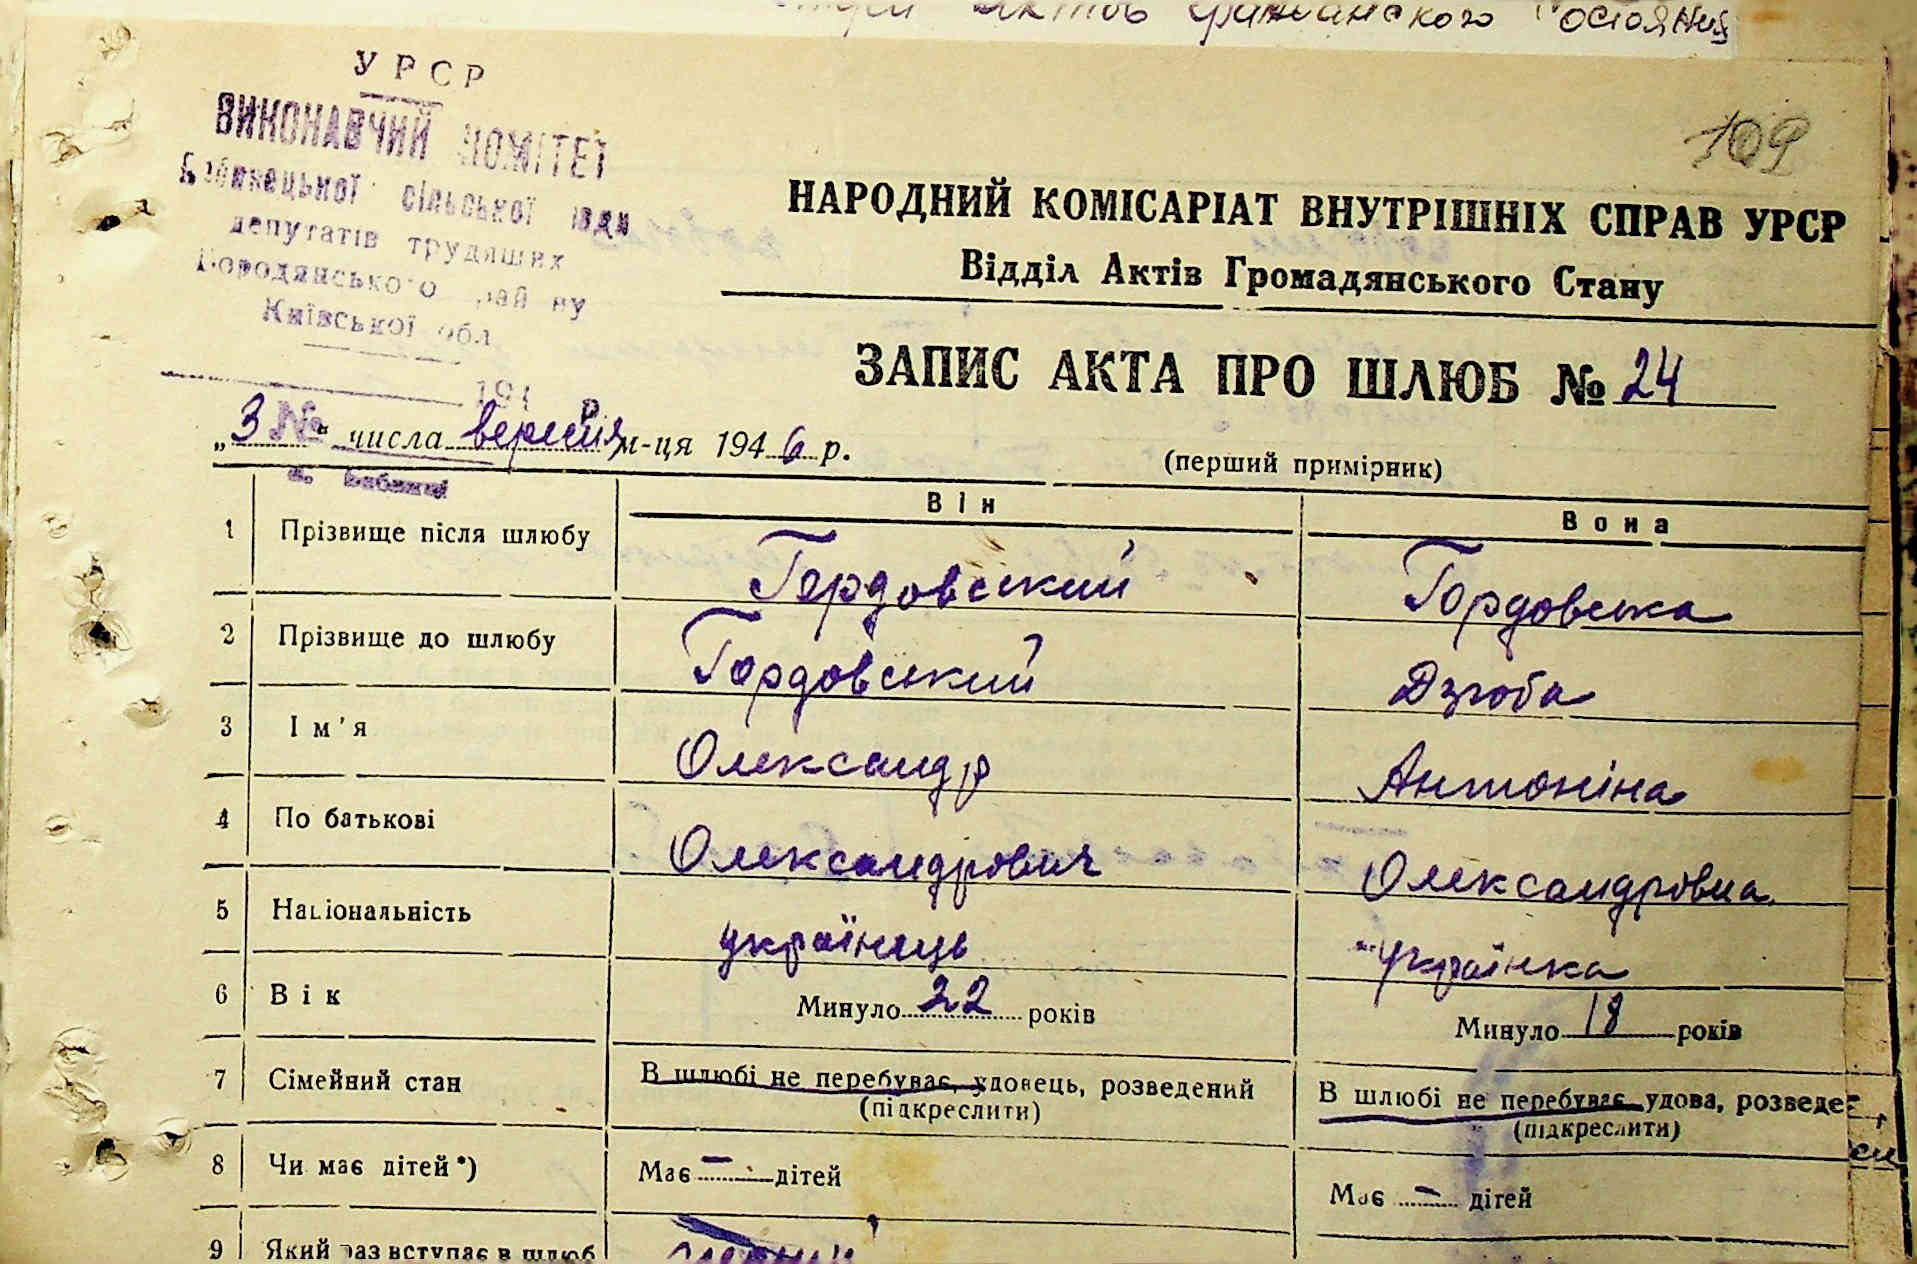 актов гражданского состояния
УРСР
ВИКОНАВЧИЙ КОМІТЕТ
Бабинецької сільської ради
депутатів трудящих
Бородянського району
Київської обл
194 р
№
с. Бабинці
109
НАРОДНИЙ КОМІСАРІАТ ВНУТРІШНІХ СПРАВ УРСР
Відділ Актів Громадянського Стану
ЗАПИС АКТА ПРО ШЛЮБ № 24
„3“ числа вересня м-ця 1946 р.
(перший примірник)
Він Вона
1 Прізвище після шлюбу Гордовський Гордовська
2 Прізвище до шлюбу Гордовський Дзюба
3 Ім'я Олександр Антоніна
4 По батькові Олександрович Олександровна
5 Національність українець українка
6 Вік Минуло 22 років Минуло 18 років
7 Сімейний стан В шлюбі не перебуває, удовець, розведений В шлюбі не перебуває, удова, розведе
(підкреслити) (підкреслити)
8 Чи має дітей*) Має – дітей Має – дітей
9 Який раз вступає в шлюб